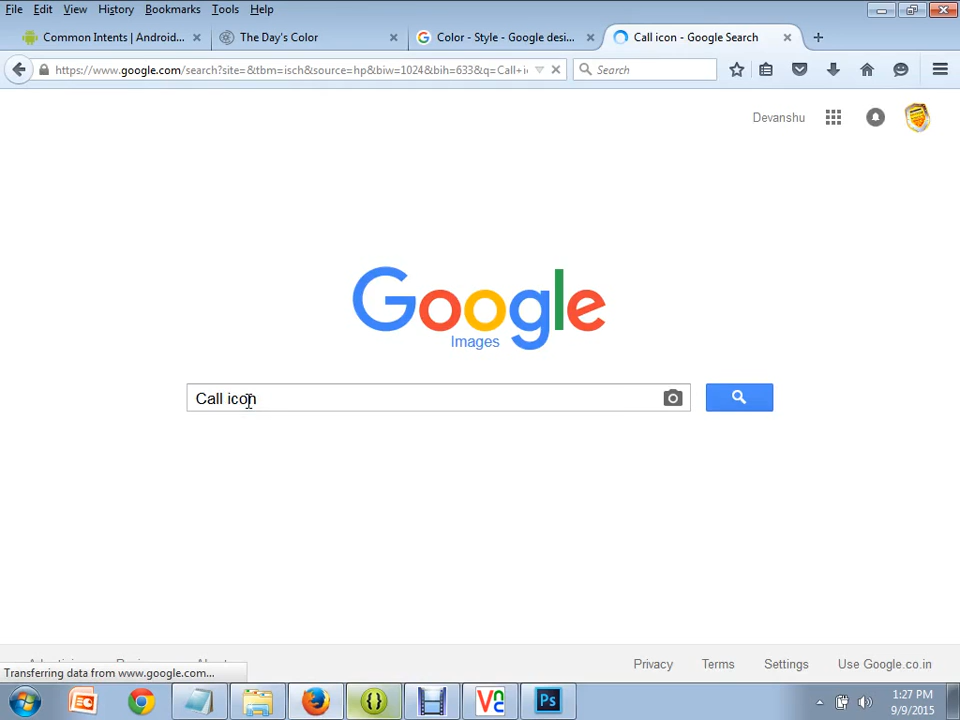 File Edit View History Bookmarks Tools Help
Common Intents | Android... The Day's Color Color - Style - Google desi... Call icon - Google Search
https://www.google.com/search?site=&tbm=isch&source=hp&biw=1024&bih=633&q=Call+i Search
Devanshu
Google
Images
Call icon
Privacy Terms Settings Use Google.co.in
Transferring data from www.google.com...
Ps 1:27 PM
9/9/2015